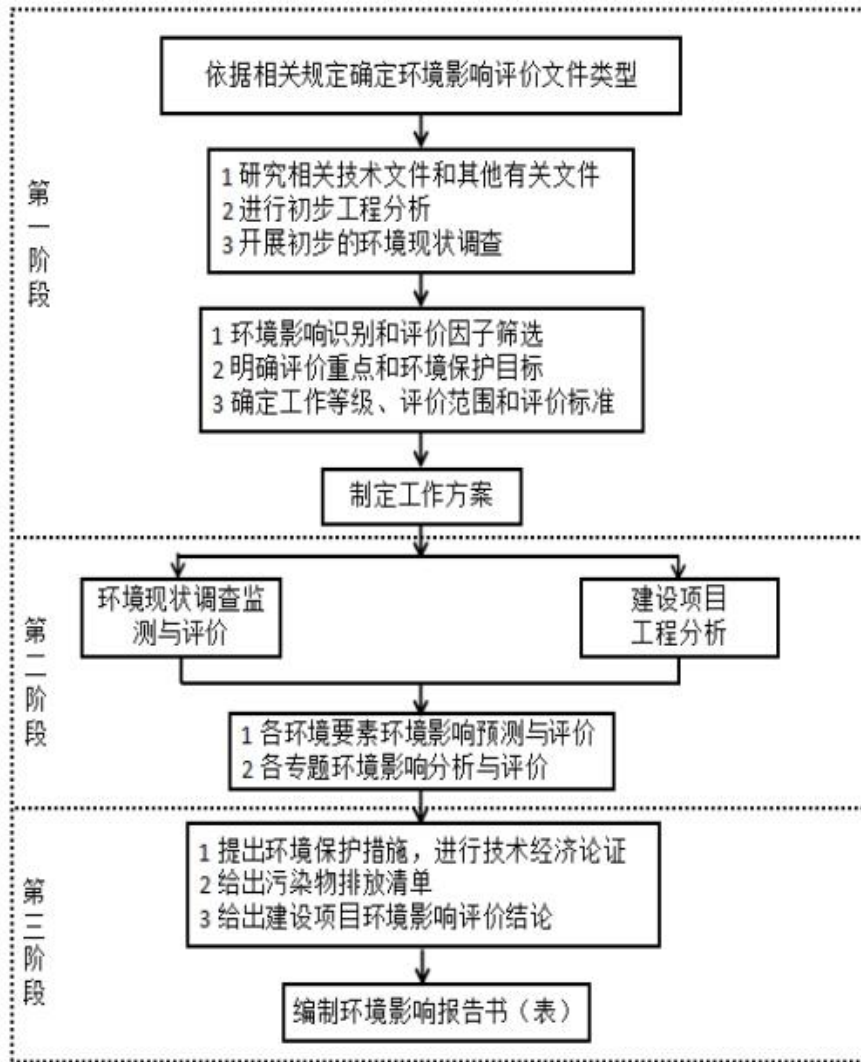 依据相关规定确定环境影响评价文件类型
第一阶段
1 研究相关技术文件和其他有关文件
2 进行初步工程分析
3 开展初步的环境现状调查
1 环境影响识别和评价因子筛选
2 明确评价重点和环境保护目标
3 确定工作等级、评价范围和评价标准
制定工作方案
第二阶段
环境现状调查监
测与评价
建设项目
工程分析
1 各环境要素环境影响预测与评价
2 各专题环境影响分析与评价
第三阶段
1 提出环境保护措施，进行技术经济论证
2 给出污染物排放清单
3 给出建设项目环境影响评价结论
编制环境影响报告书（表）